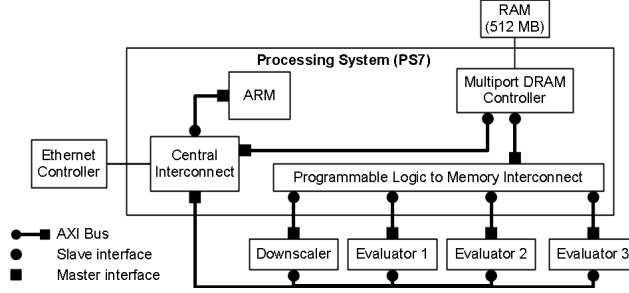 RAM
(512 MB)
Processing System (PS7)
ARM
Multiport DRAM
Controller
Ethernet
Controller
Central
Interconnect
Programmable Logic to Memory Interconnect
AXI Bus
Slave interface
Master interface
Downscaler
Evaluator 1
Evaluator 2
Evaluator 3